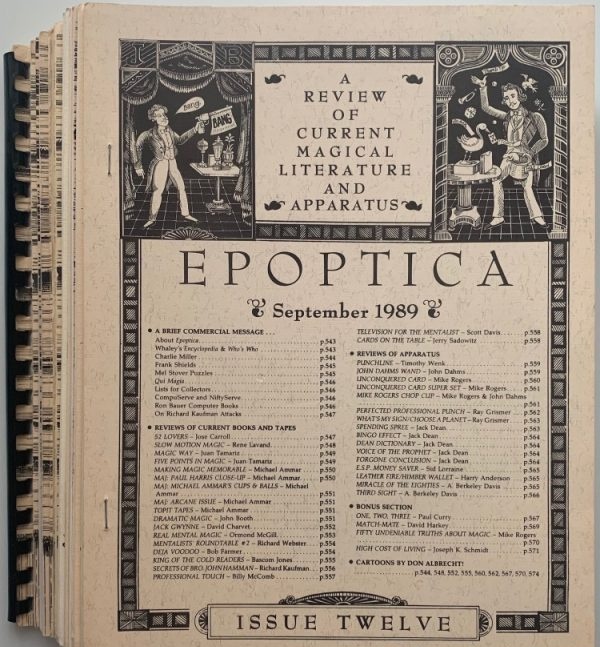 A
REVIEW
OF
CURRENT
MAGICAL
LITERATURE
AND
APPARATUS
Bang
BANG
EPOPTICA
September 1989
A BRIEF COMMERCIAL MESSAGE . . .
About Epoptica p.543
Whaley's Encyclopedia & Who's Who p.544
Charlie Miller p.544
Frank Shields p.545
Mel Stover Puzzles p.545
Qui Magia p.546
Lists for Collectors p.546
CompuServe and NiftyServe p.546
Ron Bauer Computer Books p.546
On Richard Kaufman Attacks p.547
REVIEWS OF CURRENT BOOKS AND TAPES
52 LOVERS – Jose Carroll p.547
SLOW MOTION MAGIC – Rene Lavand p.548
MAGIC WAY – Juan Tamariz p.549
FIVE POINTS IN MAGIC – Juan Tamariz p.549
MAKING MAGIC MEMORABLE – Michael Ammar p.550
MAJ: PAUL HARRIS CLOSE-UP – Michael Ammar p.550
MAJ: MICHAEL AMMAR'S CUPS & BALLS – Michael
Ammar p.551
MAJ: ARCANE ISSUE – Michael Ammar p.551
TOPIT TAPES – Michael Ammar p.551
DRAMATIC MAGIC – John Booth p.551
JACK GWYNNE – David Charvet p.552
REAL MENTAL MAGIC – Ormond McGill p.553
MENTALISTS' ROUNDTABLE #2 – Richard Webster p.554
DEJA VOODOO – Bob Farmer p.554
KING OF THE COLD READERS – Bascom Jones p.555
SECRETS OF BRO. JOHN HAMMAN – Richard Kaufman p.556
PROFESSIONAL TOUCH – Billy McComb p.557
TELEVISION FOR THE MENTALIST – Scott Davis p.558
CARDS ON THE TABLE – Jerry Sadowitz p.558
REVIEWS OF APPARATUS
PUNCHLINE – Timothy Wenk p.559
JOHN DAHMS WAND – John Dahms p.559
UNCONQUERED CARD – Mike Rogers p.560
UNCONQUERED CARD SUPER SET – Mike Rogers p.561
MIKE ROGERS CHOP CUP – Mike Rogers & John Dahms
p.561
PERFECTED PROFESSIONAL PUNCH – Ray Grismer p.562
WHAT'S MY SIGN/CHOOSE A PLANET – Ray Grismer p.563
SPENDING SPREE – Jack Dean p.563
BINGO EFFECT – Jack Dean p.564
DEAN DICTIONARY – Jack Dean p.564
VOICE OF THE PROPHET – Jack Dean p.564
FORGONE CONCLUSION – Jack Dean p.564
E.S.P. MONEY SAVER – Sid Lorraine p.565
LEATHER FIRE/HIMBER WALLET – Harry Anderson p.565
MIRACLE OF THE EIGHTIES – A. Berkeley Davis p.565
THIRD SIGHT – A. Berkeley Davis p.566
BONUS SECTION
ONE, TWO, THREE – Paul Curry p.567
MATCH-MATE – David Harkey p.569
FIFTY UNDENIABLE TRUTHS ABOUT MAGIC – Mike Rogers
p.570
HIGH COST OF LIVING – Joseph K. Schmidt p.571
CARTOONS BY DON ALBRECHT!
p.544, 548, 552, 555, 560, 562, 567, 570, 574
ISSUE TWELVE